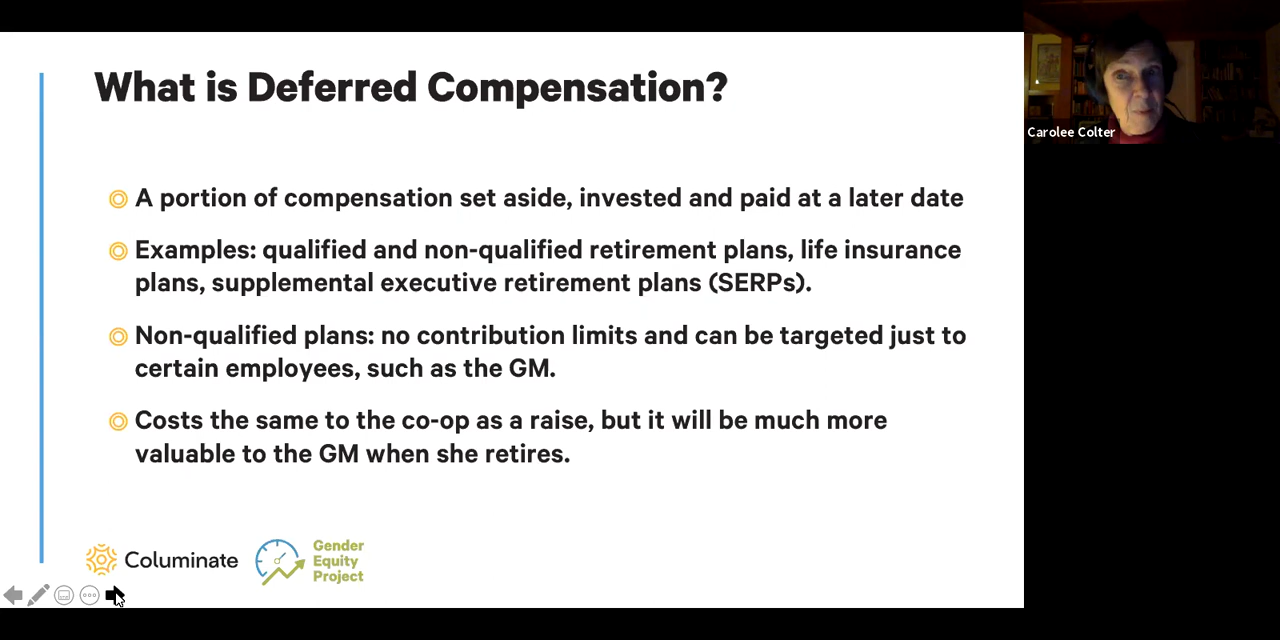 What is Deferred Compensation?
A portion of compensation set aside, invested and paid at a later date
Examples: qualified and non-qualified retirement plans, life insurance
plans, supplemental executive retirement plans (SERPs).
Non-qualified plans: no contribution limits and can be targeted just to
certain employees, such as the GM.
Costs the same to the co-op as a raise, but it will be much more
valuable to the GM when she retires.
Columinate
Gender
Equity
Project
Carolee Colter